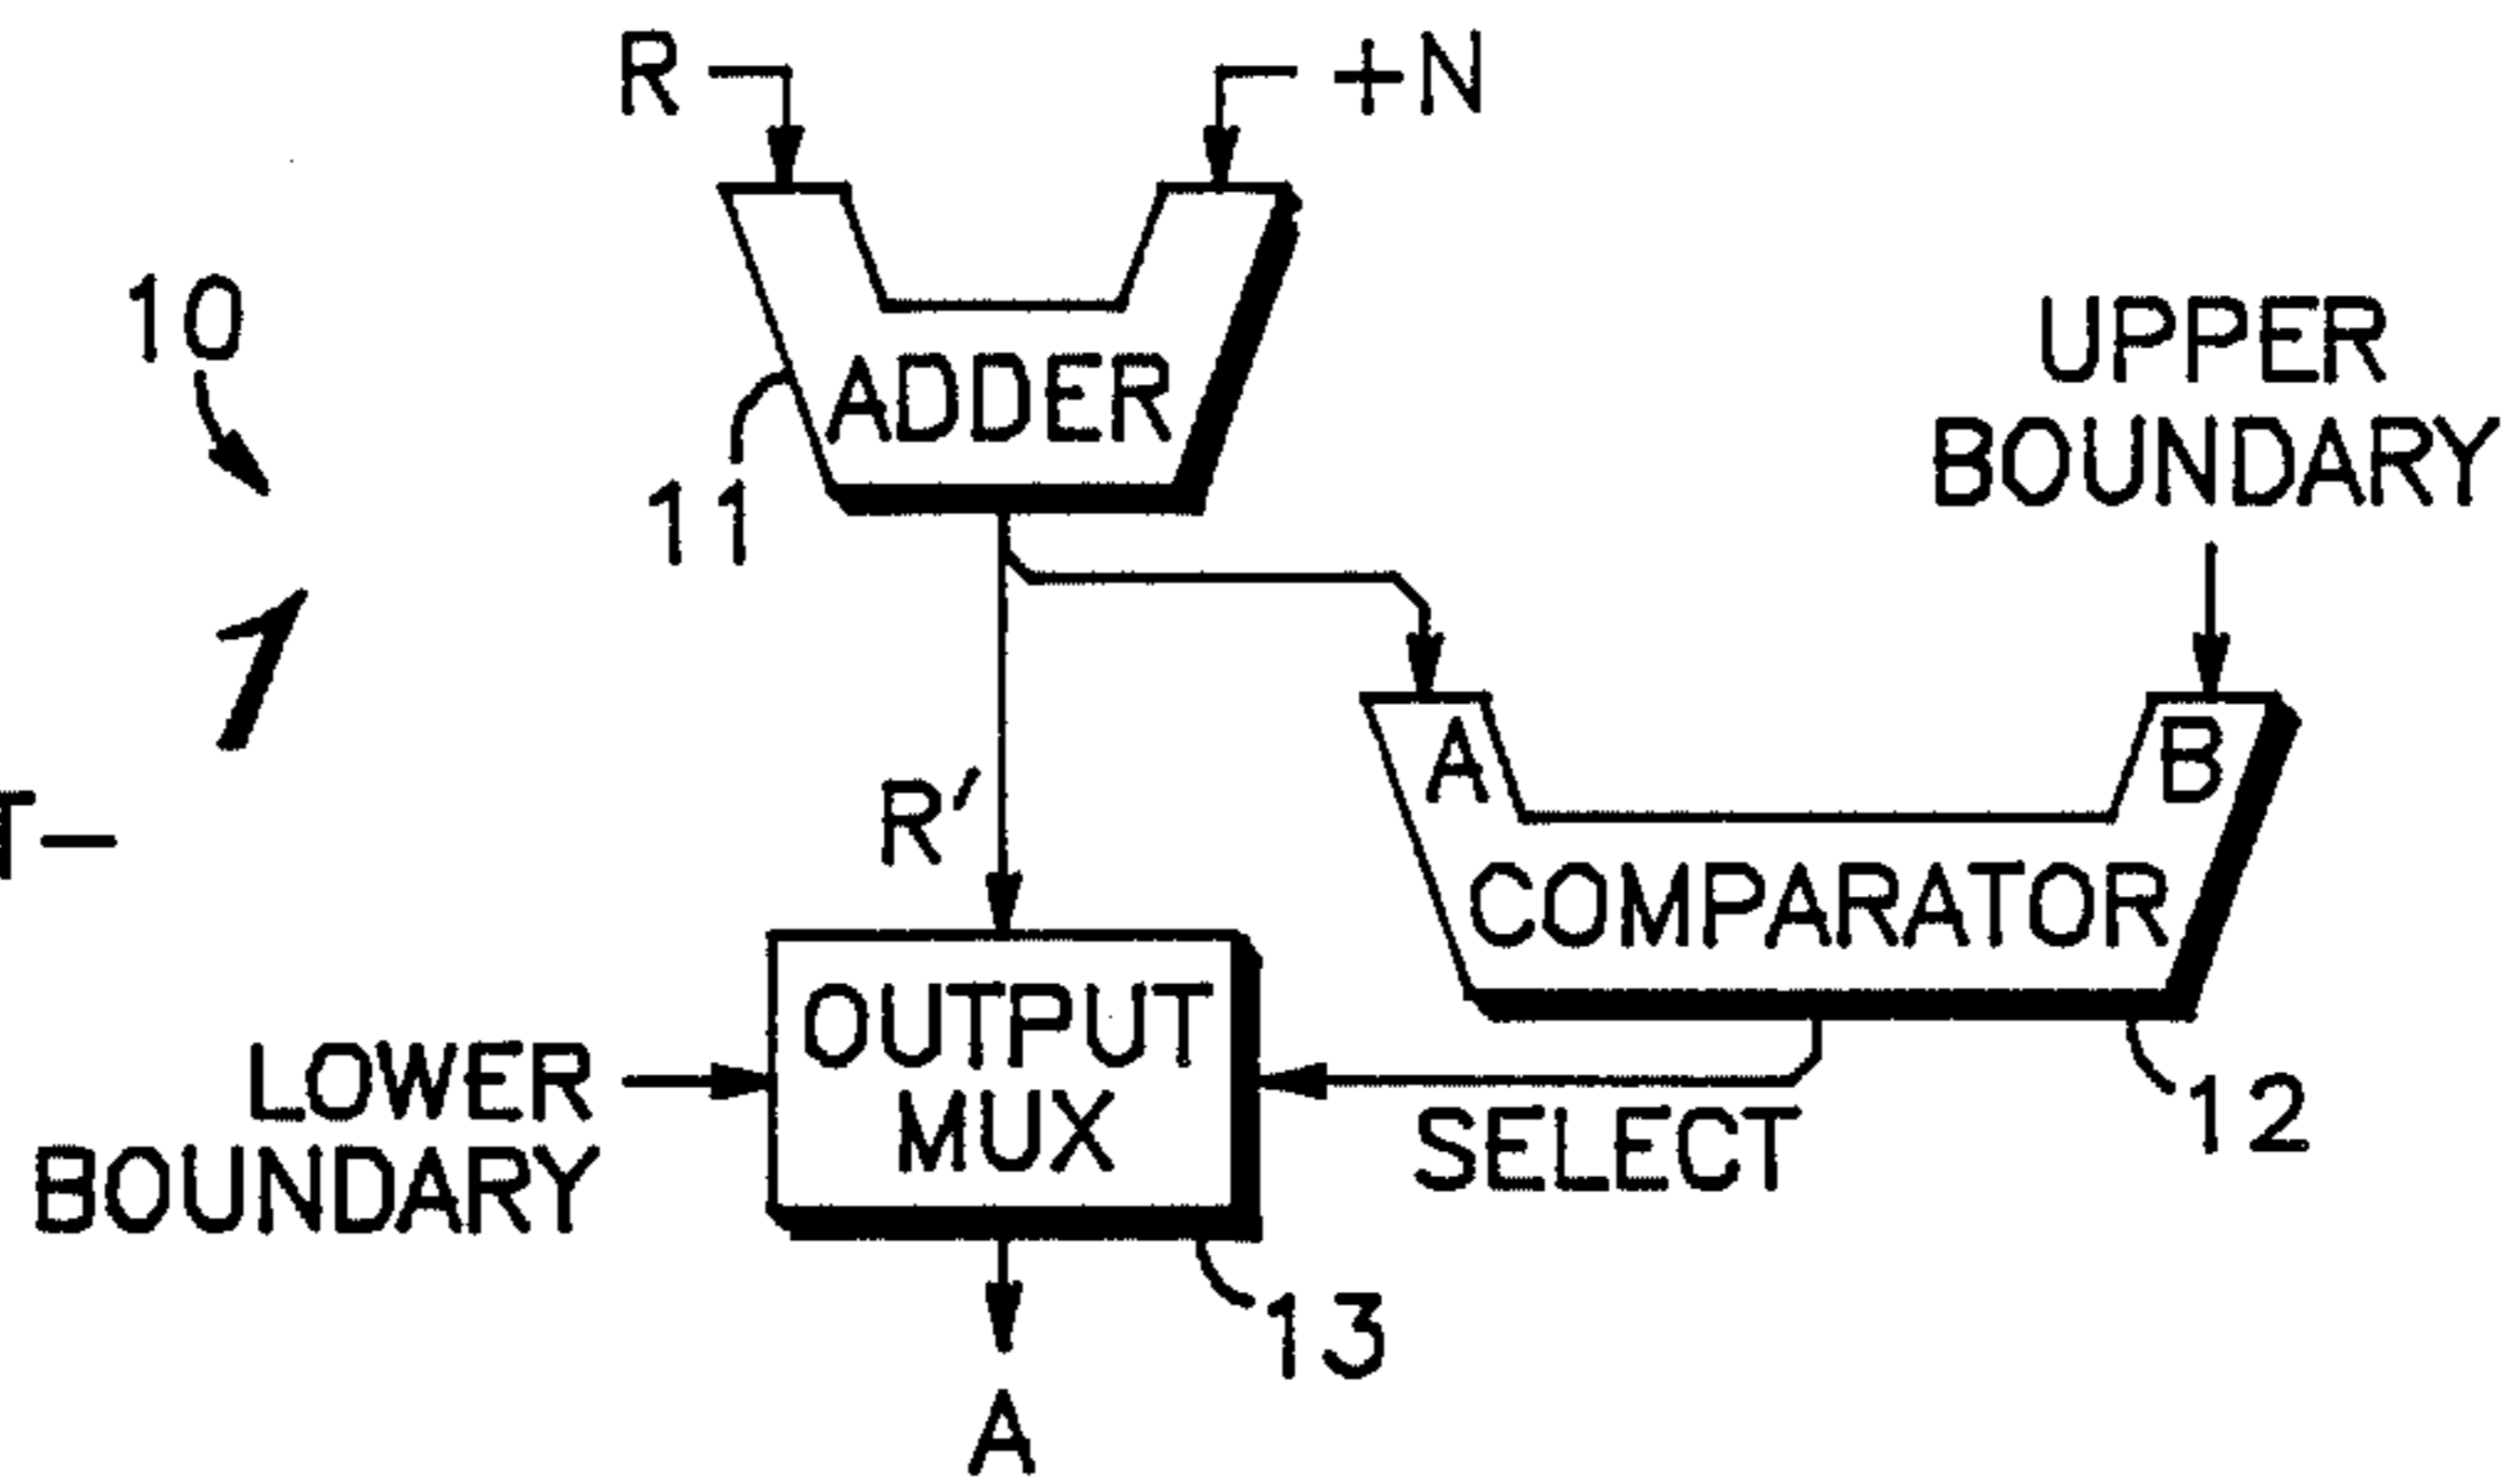 R
+N
10
ADDER
11
UPPER
BOUNDARY
1
T-
R'
A
B
COMPARATOR
OUTPUT
MUX
LOWER
BOUNDARY
SELECT
12
13
A